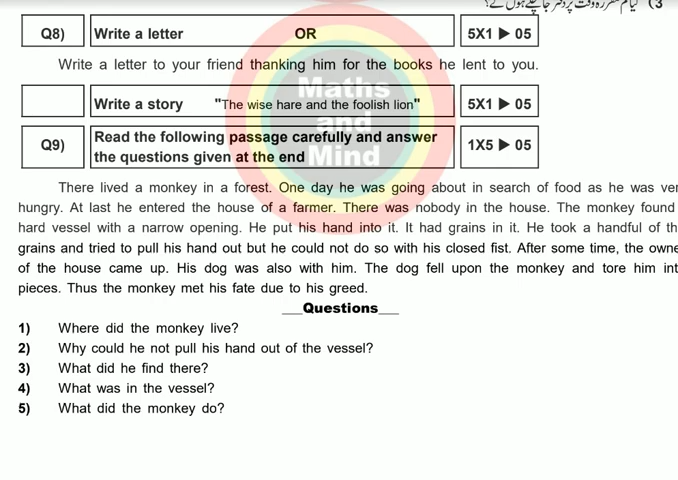 3)
Q8) Write a letter OR 5X1 ▶ 05
Write a letter to your friend thanking him for the books he lent to you.
Write a story "The wise hare and the foolish lion" 5X1 ▶ 05
Q9) Read the following passage carefully and answer
the questions given at the end 1X5 ▶ 05
Maths
and
Mind
There lived a monkey in a forest. One day he was going about in search of food as he was ver
hungry. At last he entered the house of a farmer. There was nobody in the house. The monkey found
hard vessel with a narrow opening. He put his hand into it. It had grains in it. He took a handful of th
grains and tried to pull his hand out but he could not do so with his closed fist. After some time, the owne
of the house came up. His dog was also with him. The dog fell upon the monkey and tore him int
pieces. Thus the monkey met his fate due to his greed.
___Questions___
1) Where did the monkey live?
2) Why could he not pull his hand out of the vessel?
3) What did he find there?
4) What was in the vessel?
5) What did the monkey do?